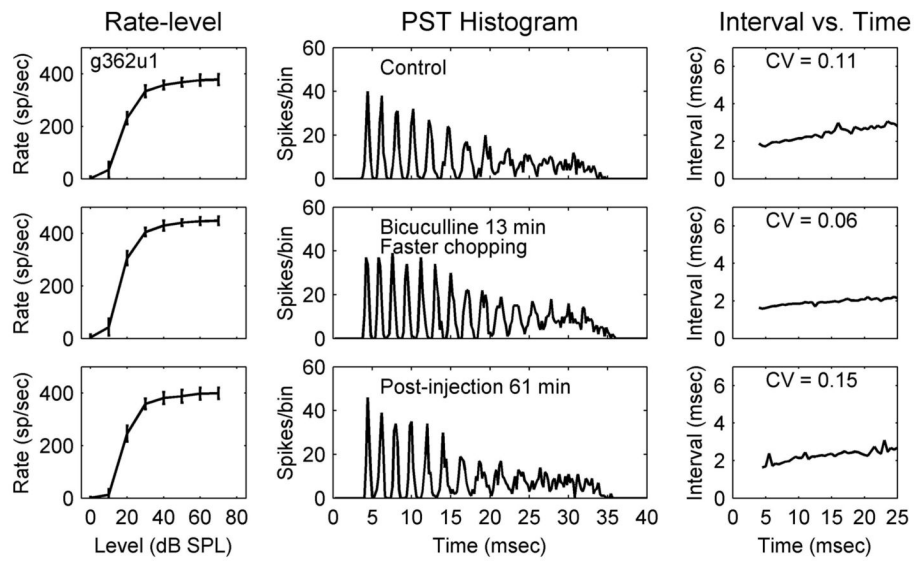 Rate-level
PST Histogram
Interval vs. Time
g362u1
Rate (sp/sec)
400
200
0
Control
Spikes/bin
60
40
20
0
CV = 0.11
Interval (msec)
6
4
2
0
Rate (sp/sec)
400
200
0
Bicuculline 13 min
Faster chopping
Spikes/bin
60
40
20
0
CV = 0.06
Interval (msec)
6
4
2
0
Rate (sp/sec)
400
200
0
0 20 40 60 80
Level (dB SPL)
Post-injection 61 min
Spikes/bin
60
40
20
0
0 5 10 15 20 25 30 35 40
Time (msec)
CV = 0.15
Interval (msec)
6
4
2
0
0 5 10 15 20 25
Time (msec)